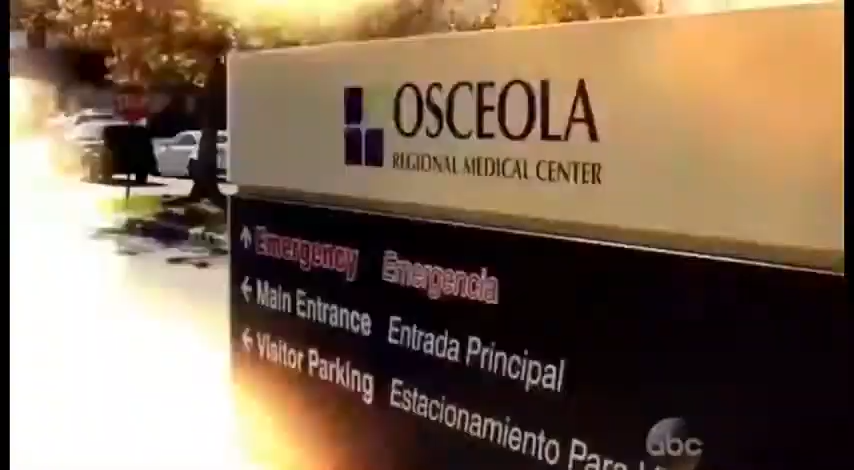 OSCEOLA
REGIONAL MEDICAL CENTER
↑ Emergency Emergencia
← Main Entrance Entrada Principal
← Visitor Parking Estacionamiento Para
abc